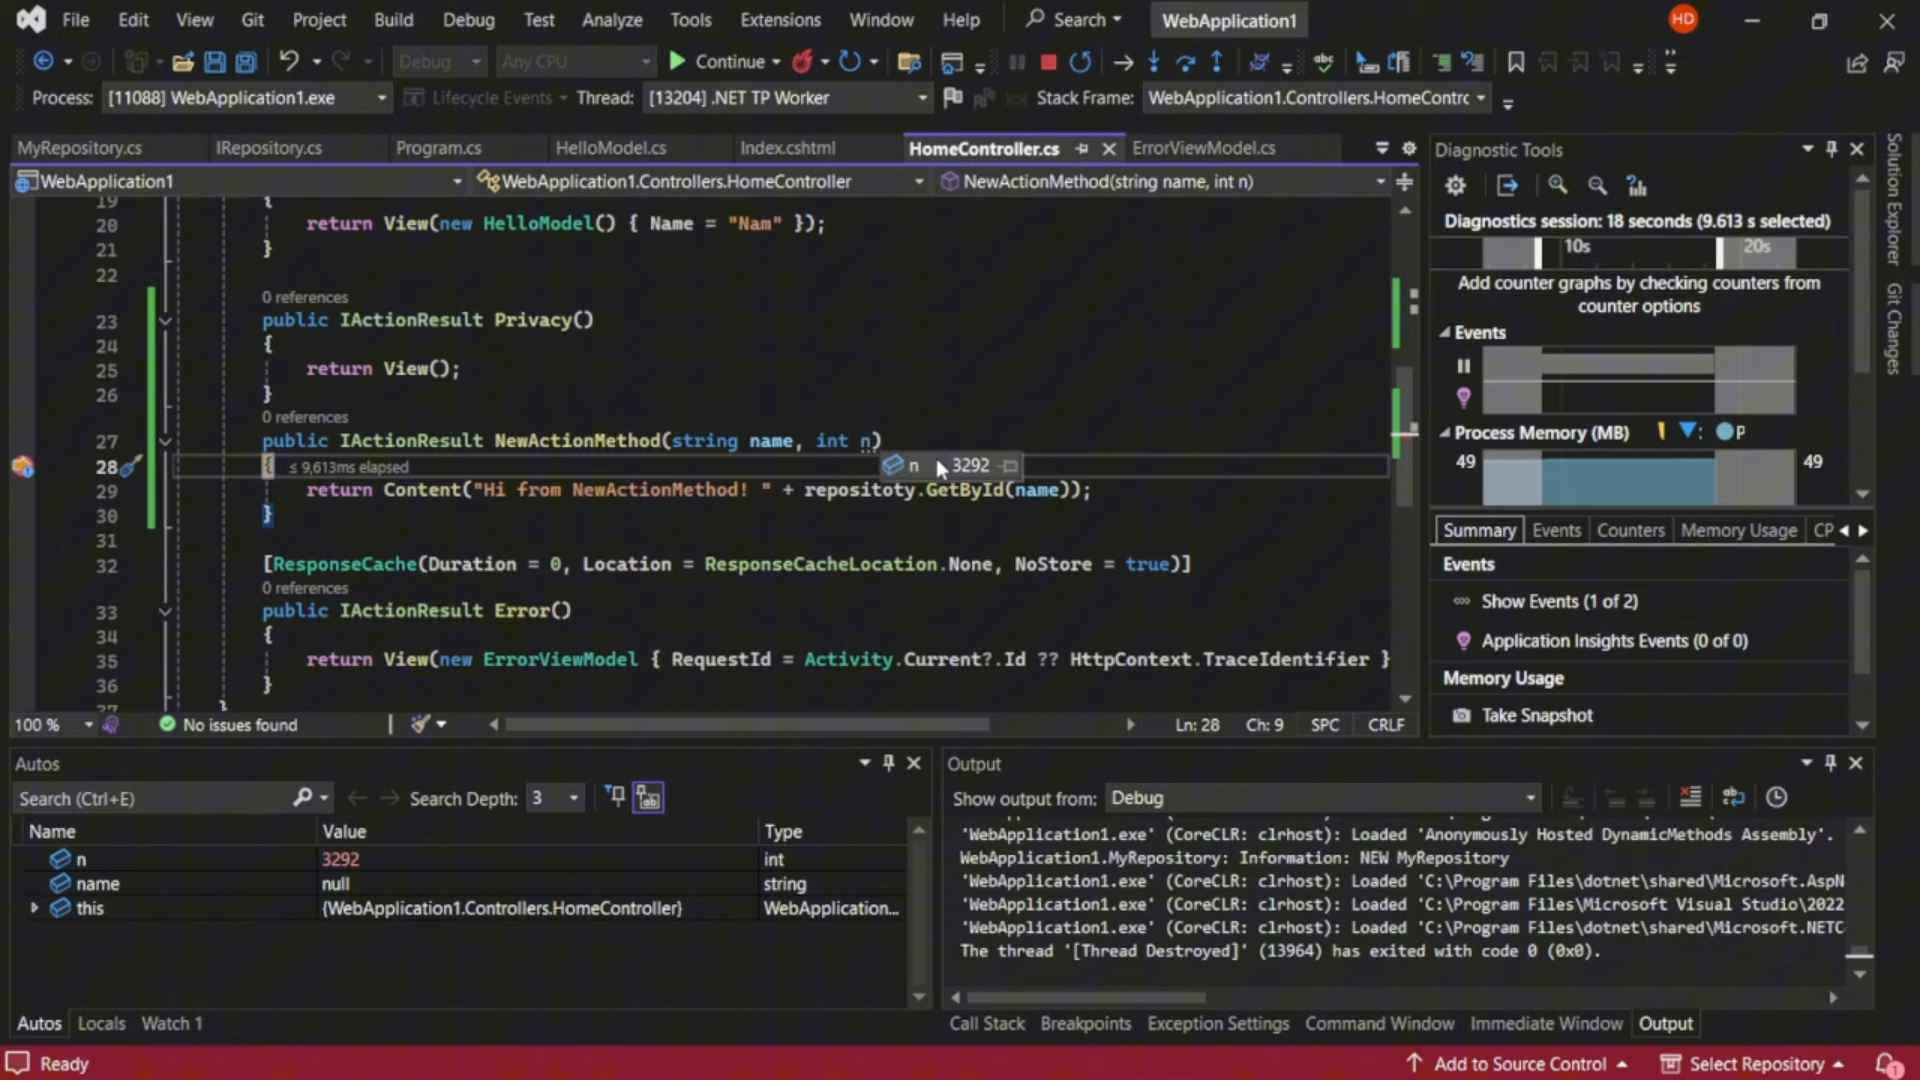 File Edit View Git Project Build Debug Test Analyze Tools Extensions Window Help Search WebApplication1 HD
Debug Any CPU Continue
Process: [11088] WebApplication1.exe Lifecycle Events Thread: [13204] .NET TP Worker Stack Frame: WebApplication1.Controllers.HomeContrc
MyRepository.cs IRepository.cs Program.cs HelloModel.cs Index.cshtml HomeController.cs ErrorViewModel.cs
WebApplication1 WebApplication1.Controllers.HomeController NewActionMethod(string name, int n)
19 {
20 return View(new HelloModel() { Name = "Nam" });
21 }
22
0 references
23 public IActionResult Privacy()
24 {
25 return View();
26 }
0 references
27 public IActionResult NewActionMethod(string name, int n)
28 { ≤ 9,613ms elapsed
n 3292
29 return Content("Hi from NewActionMethod! " + repositoty.GetById(name));
30 }
31
32 [ResponseCache(Duration = 0, Location = ResponseCacheLocation.None, NoStore = true)]
0 references
33 public IActionResult Error()
34 {
35 return View(new ErrorViewModel { RequestId = Activity.Current?.Id ?? HttpContext.TraceIdentifier }
36 }
37 }
100 % No issues found Ln: 28 Ch: 9 SPC CRLF
Diagnostic Tools
Diagnostics session: 18 seconds (9.613 s selected)
10s 20s
Add counter graphs by checking counters from
counter options
Events
Process Memory (MB) P
49 49
Summary Events Counters Memory Usage CP
Events
Show Events (1 of 2)
Application Insights Events (0 of 0)
Memory Usage
Take Snapshot
Solution Explorer
Git Changes
Autos
Search (Ctrl+E) Search Depth: 3
Name Value Type
n 3292 int
name null string
this {WebApplication1.Controllers.HomeController} WebApplication...
Autos Locals Watch 1
Output
Show output from: Debug
'WebApplication1.exe' (CoreCLR: clrhost): Loaded 'Anonymously Hosted DynamicMethods Assembly'.
WebApplication1.MyRepository: Information: NEW MyRepository
'WebApplication1.exe' (CoreCLR: clrhost): Loaded 'C:\Program Files\dotnet\shared\Microsoft.AspN
'WebApplication1.exe' (CoreCLR: clrhost): Loaded 'C:\Program Files\Microsoft Visual Studio\2022
'WebApplication1.exe' (CoreCLR: clrhost): Loaded 'C:\Program Files\dotnet\shared\Microsoft.NETC
The thread '[Thread Destroyed]' (13964) has exited with code 0 (0x0).
Call Stack Breakpoints Exception Settings Command Window Immediate Window Output
Ready Add to Source Control Select Repository 1